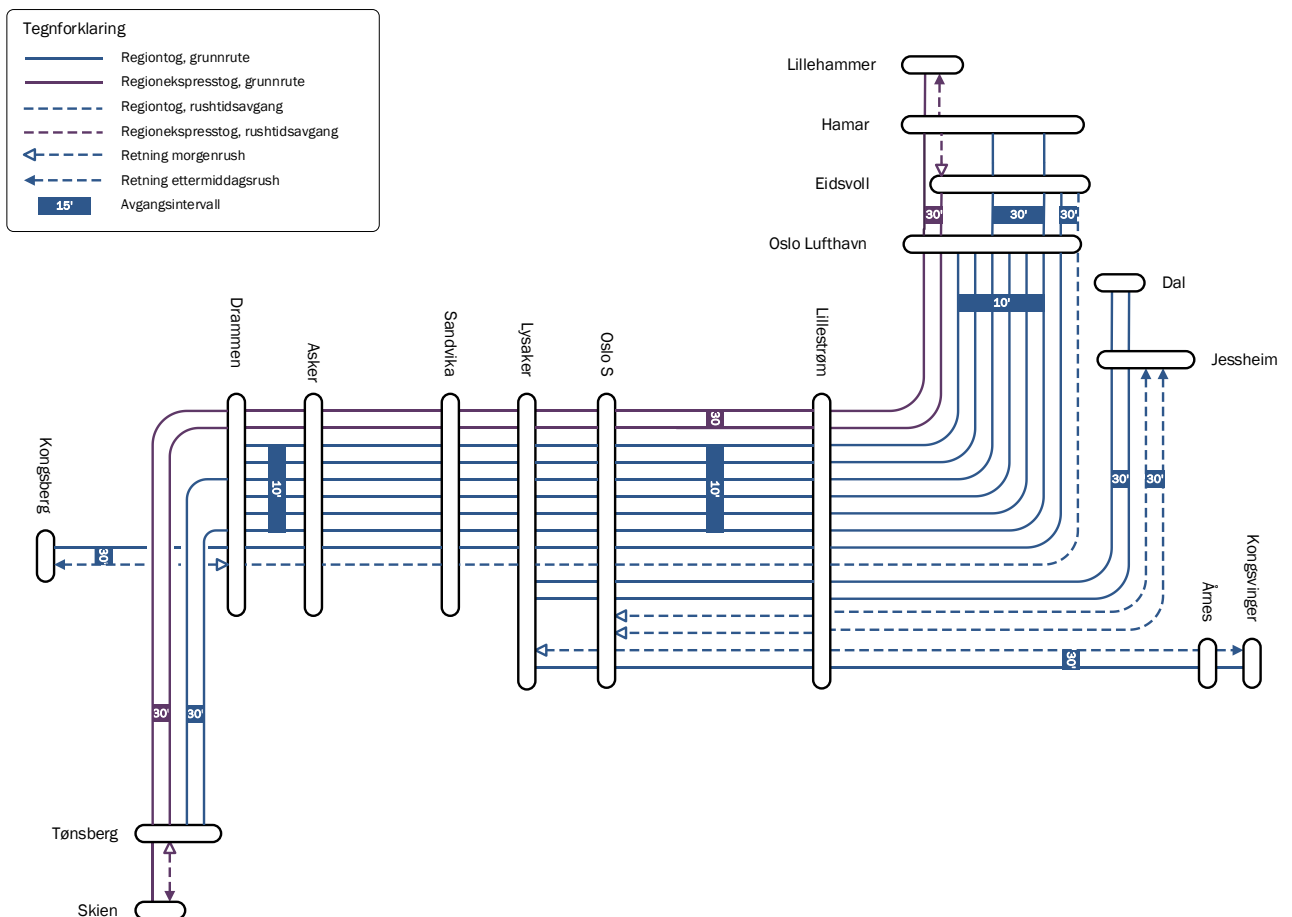 Tegnforklaring
Regiontog, grunnrute
Regionekspresstog, grunnrute
Regiontog, rushtidsavgang
Regionekspresstog, rushtidsavgang
Retning morgenrush
Retning ettermiddagsrush
15' Avgangsintervall
Lillehammer
Hamar
Eidsvoll
30' 30' 30'
Oslo Lufthavn
Dal
10'
Drammen
Asker
Sandvika
Lysaker
Oslo S
Lillestrøm
Jessheim
30
Kongsberg
10'
10'
30' 30'
30'
Kongsvinger
Årnes
30'
30' 30'
Tønsberg
Skien